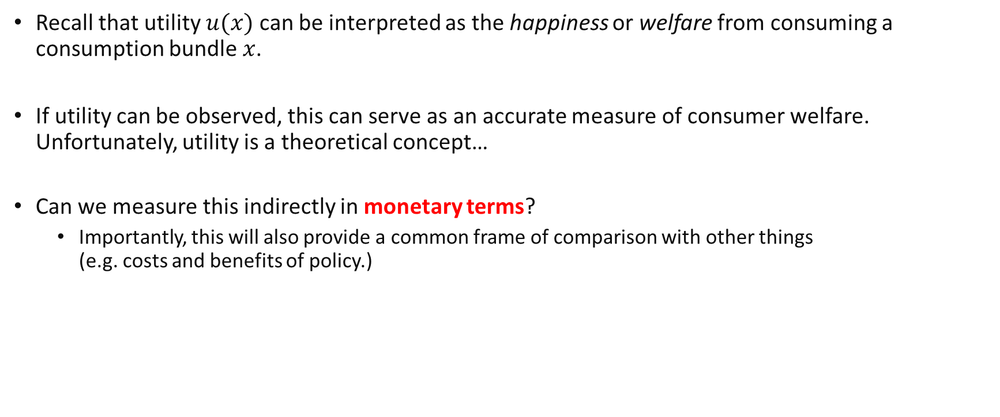 • Recall that utility u(x) can be interpreted as the happiness or welfare from consuming a
consumption bundle x.
• If utility can be observed, this can serve as an accurate measure of consumer welfare.
Unfortunately, utility is a theoretical concept...
• Can we measure this indirectly in monetary terms?
• Importantly, this will also provide a common frame of comparison with other things
(e.g. costs and benefits of policy.)